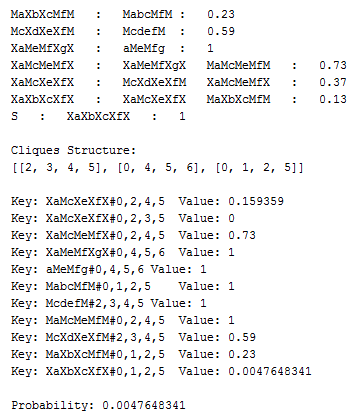 MaXbXcMfM : MabcMfM : 0.23
McXdXeXfM : McdefM : 0.59
XaMeMfXgX : aMeMfg : 1
XaMcMeMfX : XaMeMfXgX MaMcMeMfM : 0.73
XaMcXeXfX : McXdXeXfM XaMcMeMfX : 0.37
XaXbXcXfX : XaMcXeXfX MaXbXcMfM : 0.13
S : XaXbXcXfX : 1
Cliques Structure:
[[2, 3, 4, 5], [0, 4, 5, 6], [0, 1, 2, 5]]
Key: XaMcXeXfX#0,2,4,5 Value: 0.159359
Key: XaMcXeXfX#0,2,3,5 Value: 0
Key: XaMcMeMfX#0,2,4,5 Value: 0.73
Key: XaMeMfXgX#0,4,5,6 Value: 1
Key: aMeMfg#0,4,5,6 Value: 1
Key: MabcMfM#0,1,2,5 Value: 1
Key: McdefM#2,3,4,5 Value: 1
Key: MaMcMeMfM#0,2,4,5 Value: 1
Key: McXdXeXfM#2,3,4,5 Value: 0.59
Key: MaXbXcMfM#0,1,2,5 Value: 0.23
Key: XaXbXcXfX#0,1,2,5 Value: 0.0047648341
Probability: 0.0047648341